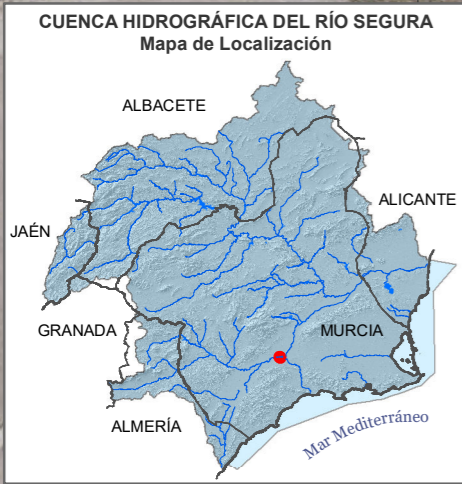 CUENCA HIDROGRÁFICA DEL RÍO SEGURA
Mapa de Localización
ALBACETE
ALICANTE
JAÉN
GRANADA
MURCIA
ALMERÍA
Mar Mediterráneo